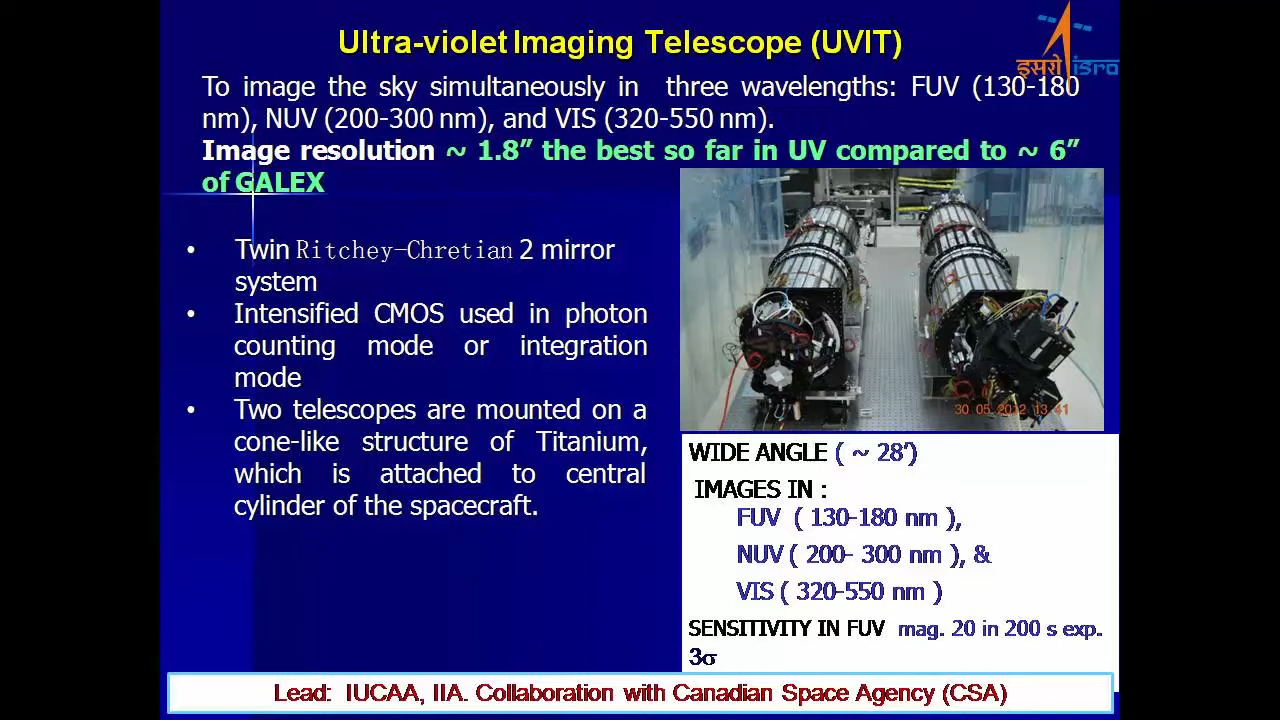 Ultra-violet Imaging Telescope (UVIT)
इसरो isro
To image the sky simultaneously in three wavelengths: FUV (130-180
nm), NUV (200-300 nm), and VIS (320-550 nm).
Image resolution ~ 1.8” the best so far in UV compared to ~ 6”
of GALEX
• Twin Ritchey-Chretian 2 mirror
system
• Intensified CMOS used in photon
counting mode or integration
mode
• Two telescopes are mounted on a
cone-like structure of Titanium,
which is attached to central
cylinder of the spacecraft.
30 05 2012 13 41
WIDE ANGLE ( ~ 28’)
IMAGES IN :
FUV ( 130-180 nm ),
NUV ( 200- 300 nm ), &
VIS ( 320-550 nm )
SENSITIVITY IN FUV mag. 20 in 200 s exp.
3σ
Lead: IUCAA, IIA. Collaboration with Canadian Space Agency (CSA)